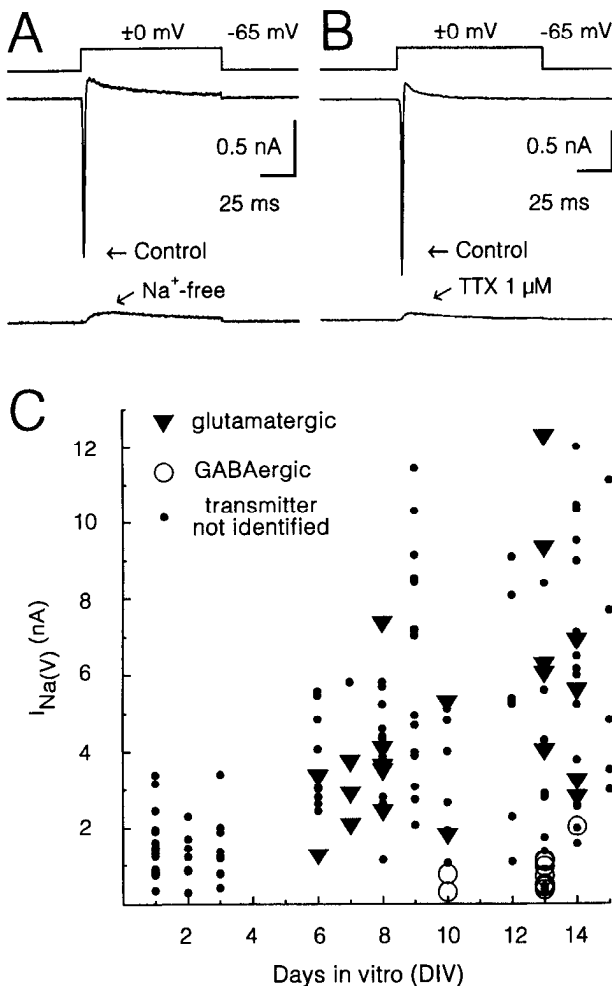 A
±0 mV
-65 mV
0.5 nA
25 ms
← Control
Na⁺-free
B
±0 mV
-65 mV
0.5 nA
25 ms
← Control
TTX 1 µM
C
glutamatergic
GABAergic
transmitter
not identified
I_Na(V) (nA)
12
10
8
6
4
2
2
4
6
8
10
12
14
Days in vitro (DIV)